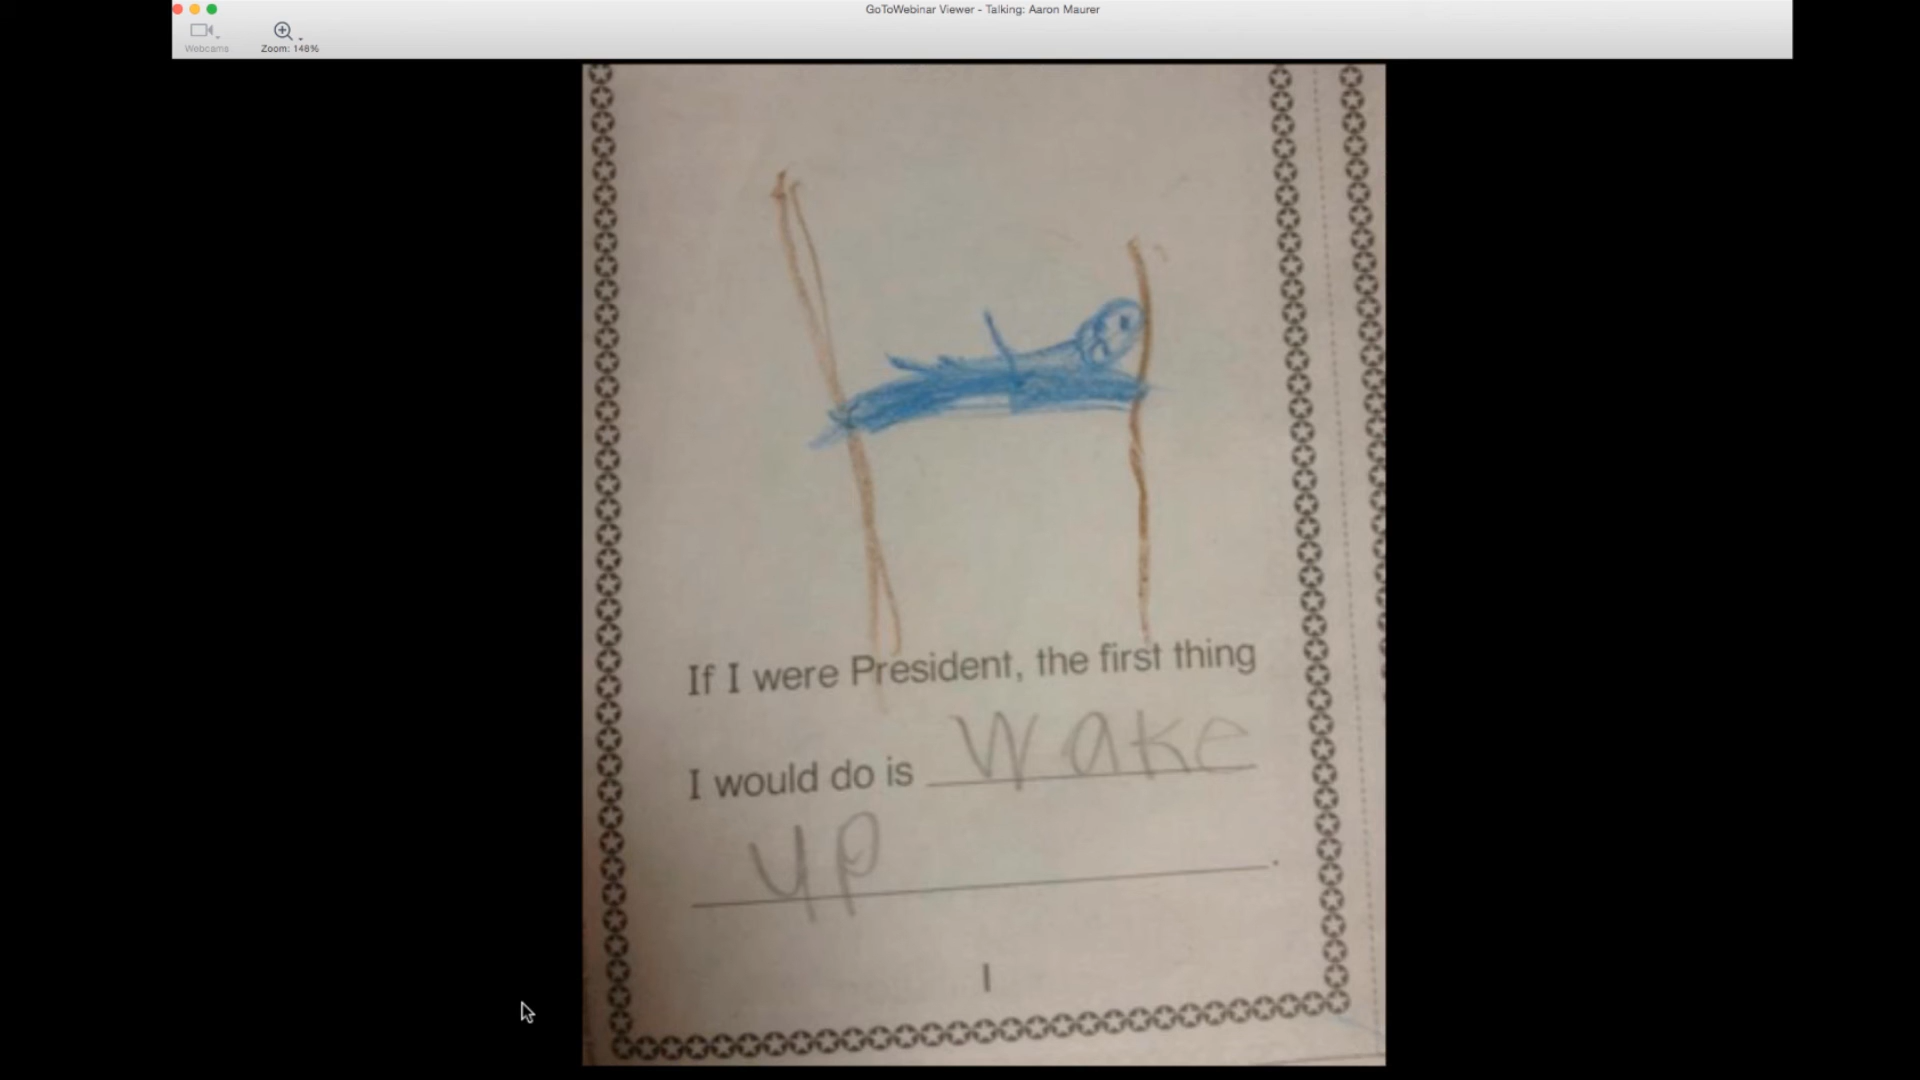 GoToWebinar Viewer - Talking: Aaron Maurer
Webcams
Zoom: 148%
If I were President, the first thing
I would do is wake
up .
1